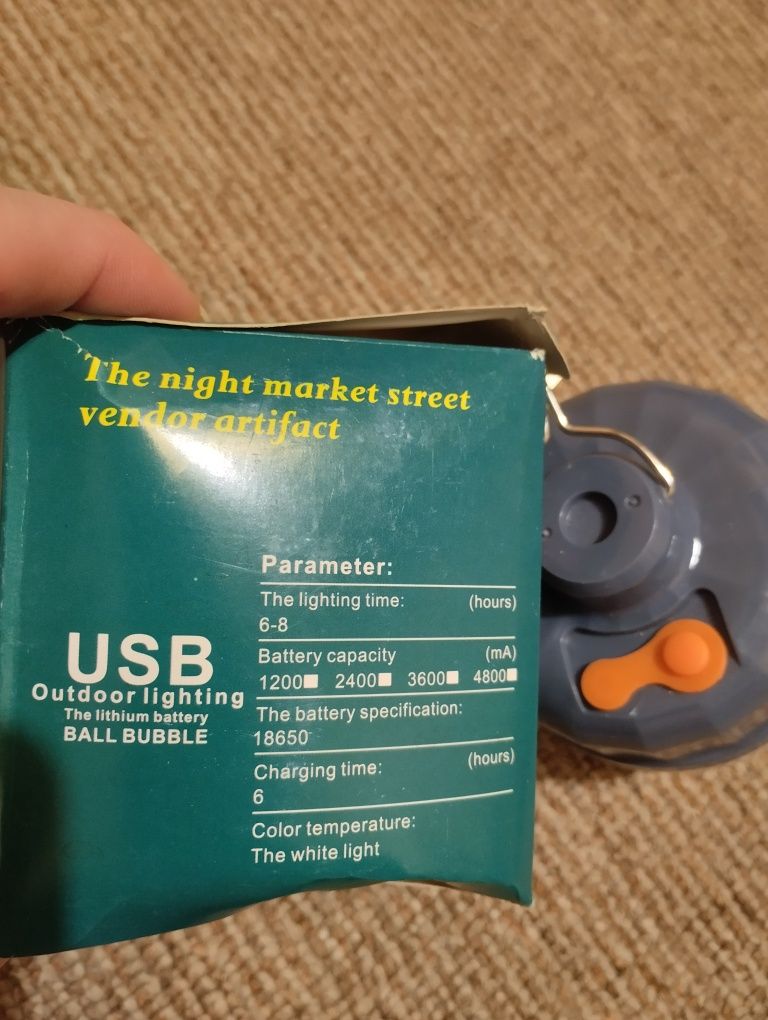 The night market street
vendor artifact
USB
Outdoor lighting
The lithium battery
BALL BUBBLE
Parameter:
The lighting time: (hours)
6-8
Battery capacity (mA)
1200■ 2400■ 3600■ 4800■
The battery specification:
18650
Charging time: (hours)
6
Color temperature:
The white light